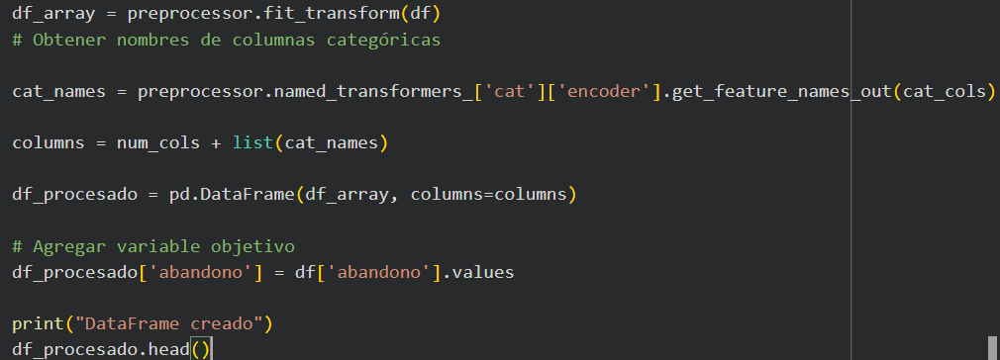 df_array = preprocessor.fit_transform(df)
# Obtener nombres de columnas categóricas
cat_names = preprocessor.named_transformers_['cat']['encoder'].get_feature_names_out(cat_cols)
columns = num_cols + list(cat_names)
df_procesado = pd.DataFrame(df_array, columns=columns)
# Agregar variable objetivo
df_procesado['abandono'] = df['abandono'].values
print("DataFrame creado")
df_procesado.head()